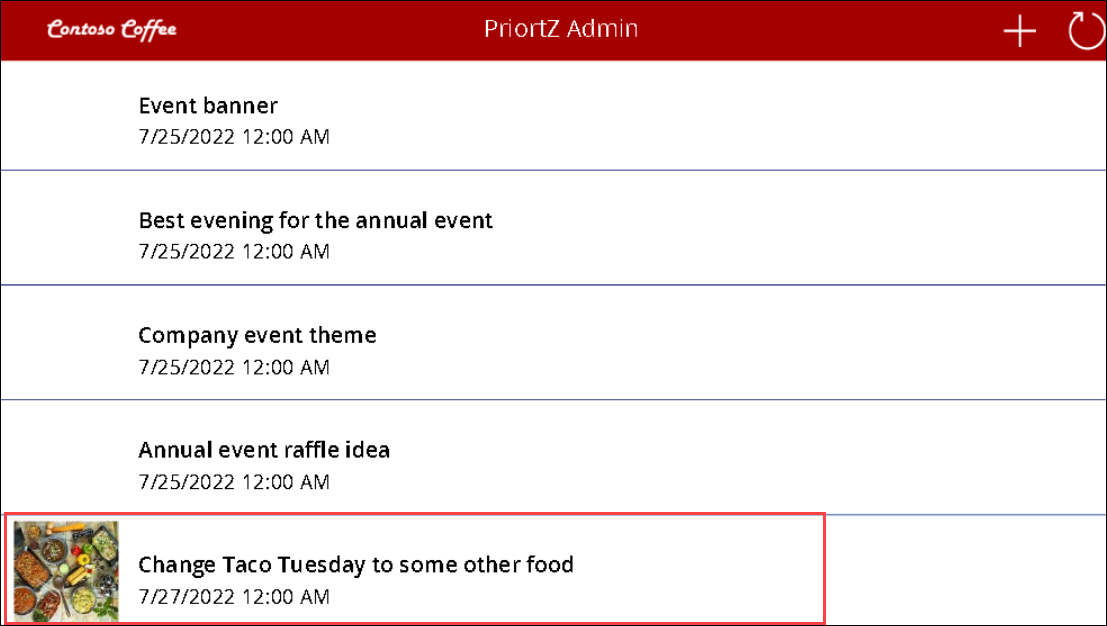 Contoso Coffee
PriortZ Admin
Event banner
7/25/2022 12:00 AM
Best evening for the annual event
7/25/2022 12:00 AM
Company event theme
7/25/2022 12:00 AM
Annual event raffle idea
7/25/2022 12:00 AM
Change Taco Tuesday to some other food
7/27/2022 12:00 AM